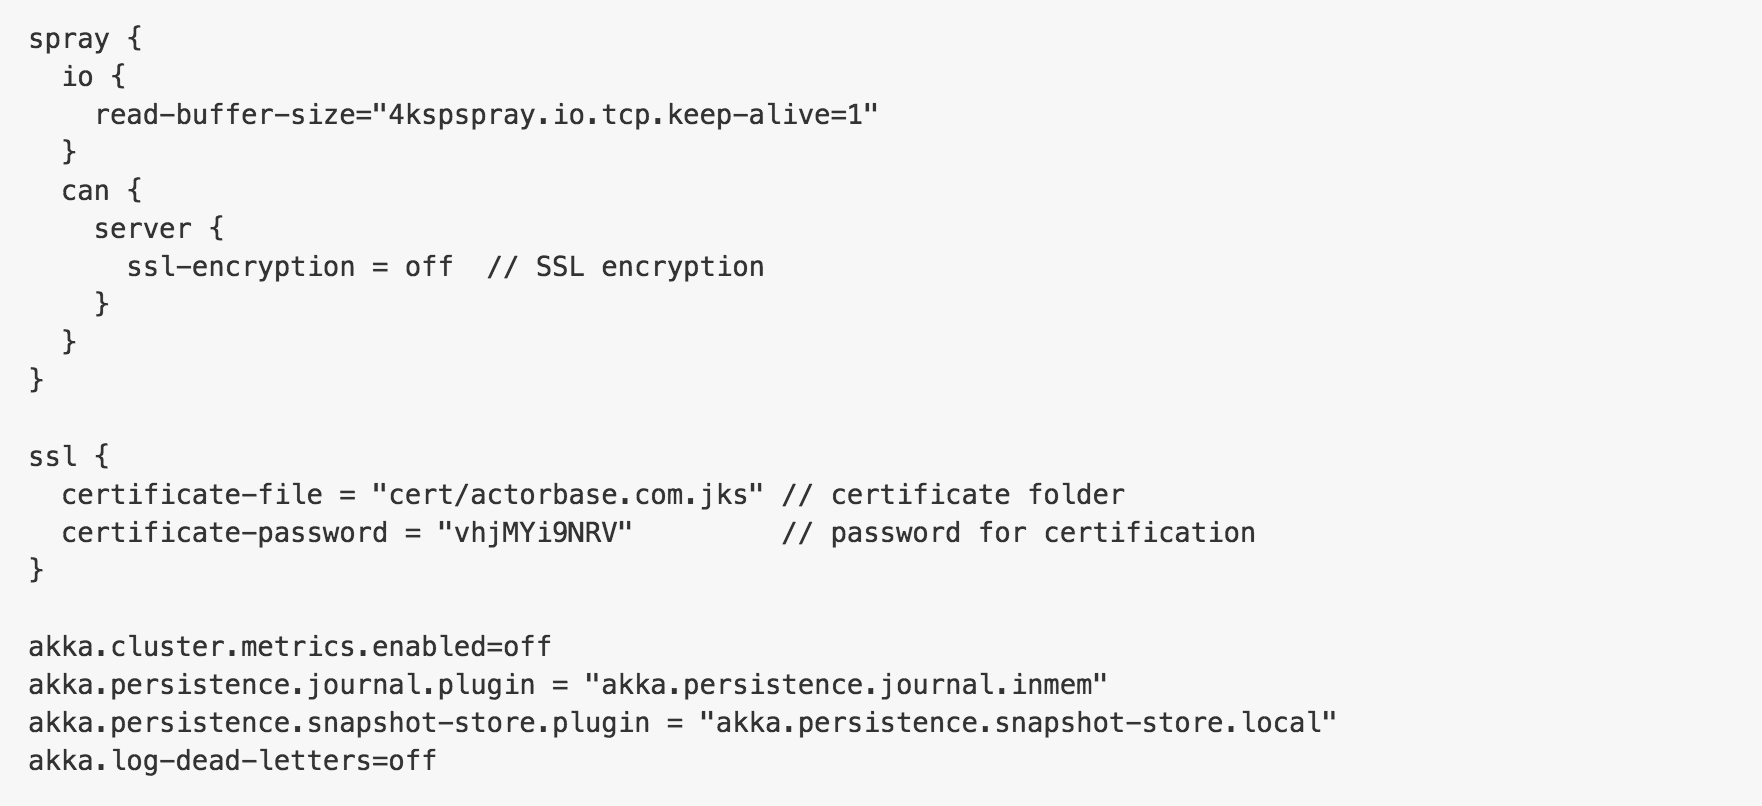 spray {
  io {
    read-buffer-size="4kspspray.io.tcp.keep-alive=1"
  }
  can {
    server {
      ssl-encryption = off  // SSL encryption
    }
  }
}

ssl {
  certificate-file = "cert/actorbase.com.jks" // certificate folder
  certificate-password = "vhjMYi9NRV"         // password for certification
}

akka.cluster.metrics.enabled=off
akka.persistence.journal.plugin = "akka.persistence.journal.inmem"
akka.persistence.snapshot-store.plugin = "akka.persistence.snapshot-store.local"
akka.log-dead-letters=off